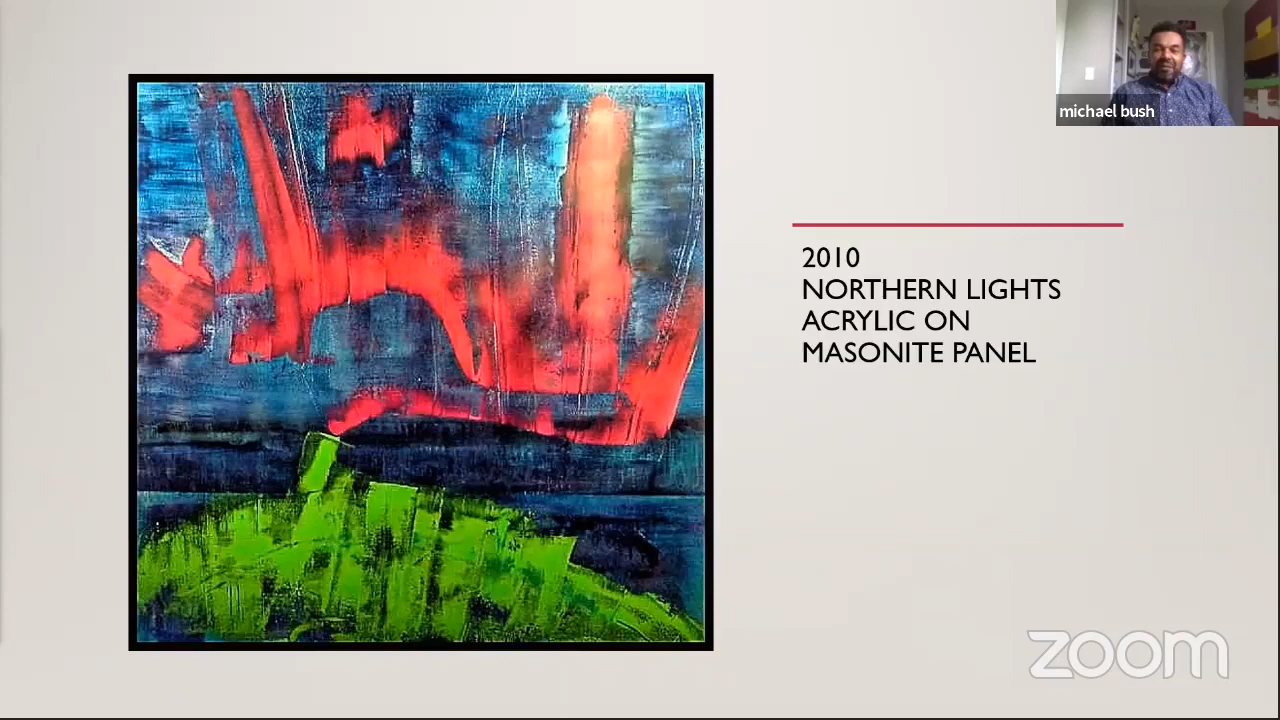 michael bush
2010
NORTHERN LIGHTS
ACRYLIC ON
MASONITE PANEL
zoom